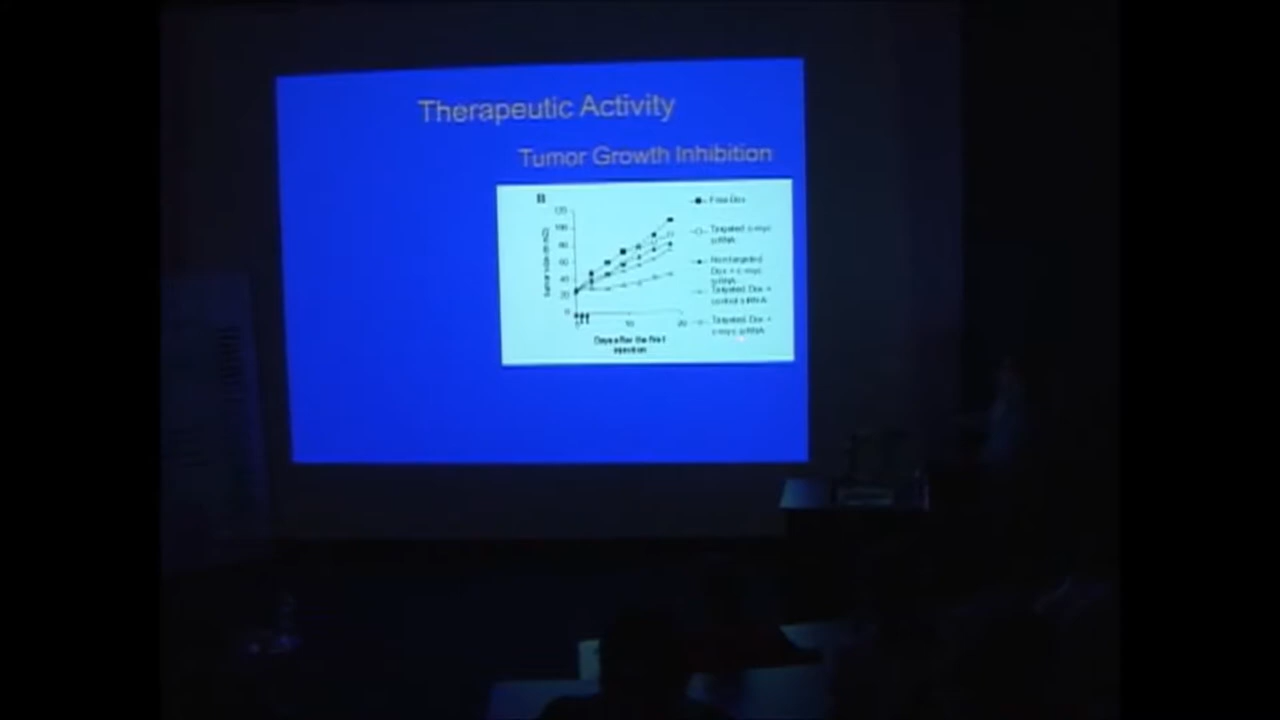 Therapeutic Activity
Tumor Growth Inhibition
B
120
100
80
60
40
20
0
10
20
Days after the first
injection
Free Dox
Targeted c-myc
siRNA
Non-targeted
Dox + c-myc
siRNA
Targeted Dox +
control siRNA
Targeted Dox +
c-myc siRNA